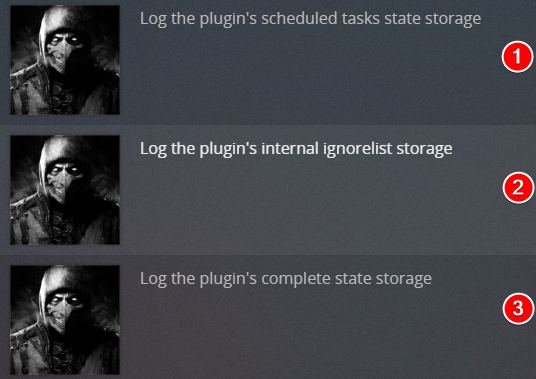 Log the plugin's scheduled tasks state storage
1
Log the plugin's internal ignorelist storage
2
Log the plugin's complete state storage
3